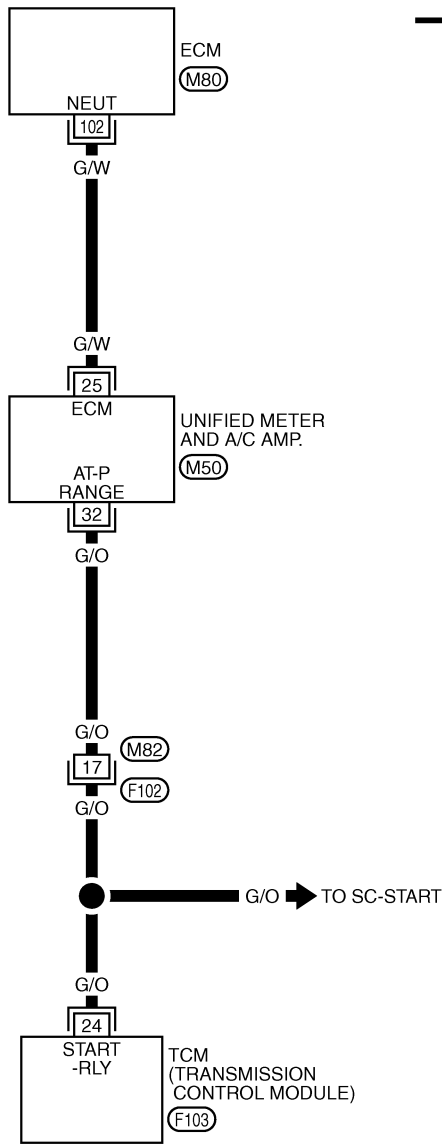 ECM
M80
NEUT
102
G/W
G/W
25
ECM
UNIFIED METER
AND A/C AMP.
M50
AT-P
RANGE
32
G/O
G/O
M82
17
F102
G/O
G/O
TO SC-START
G/O
24
START
-RLY
TCM
(TRANSMISSION
CONTROL MODULE)
F103